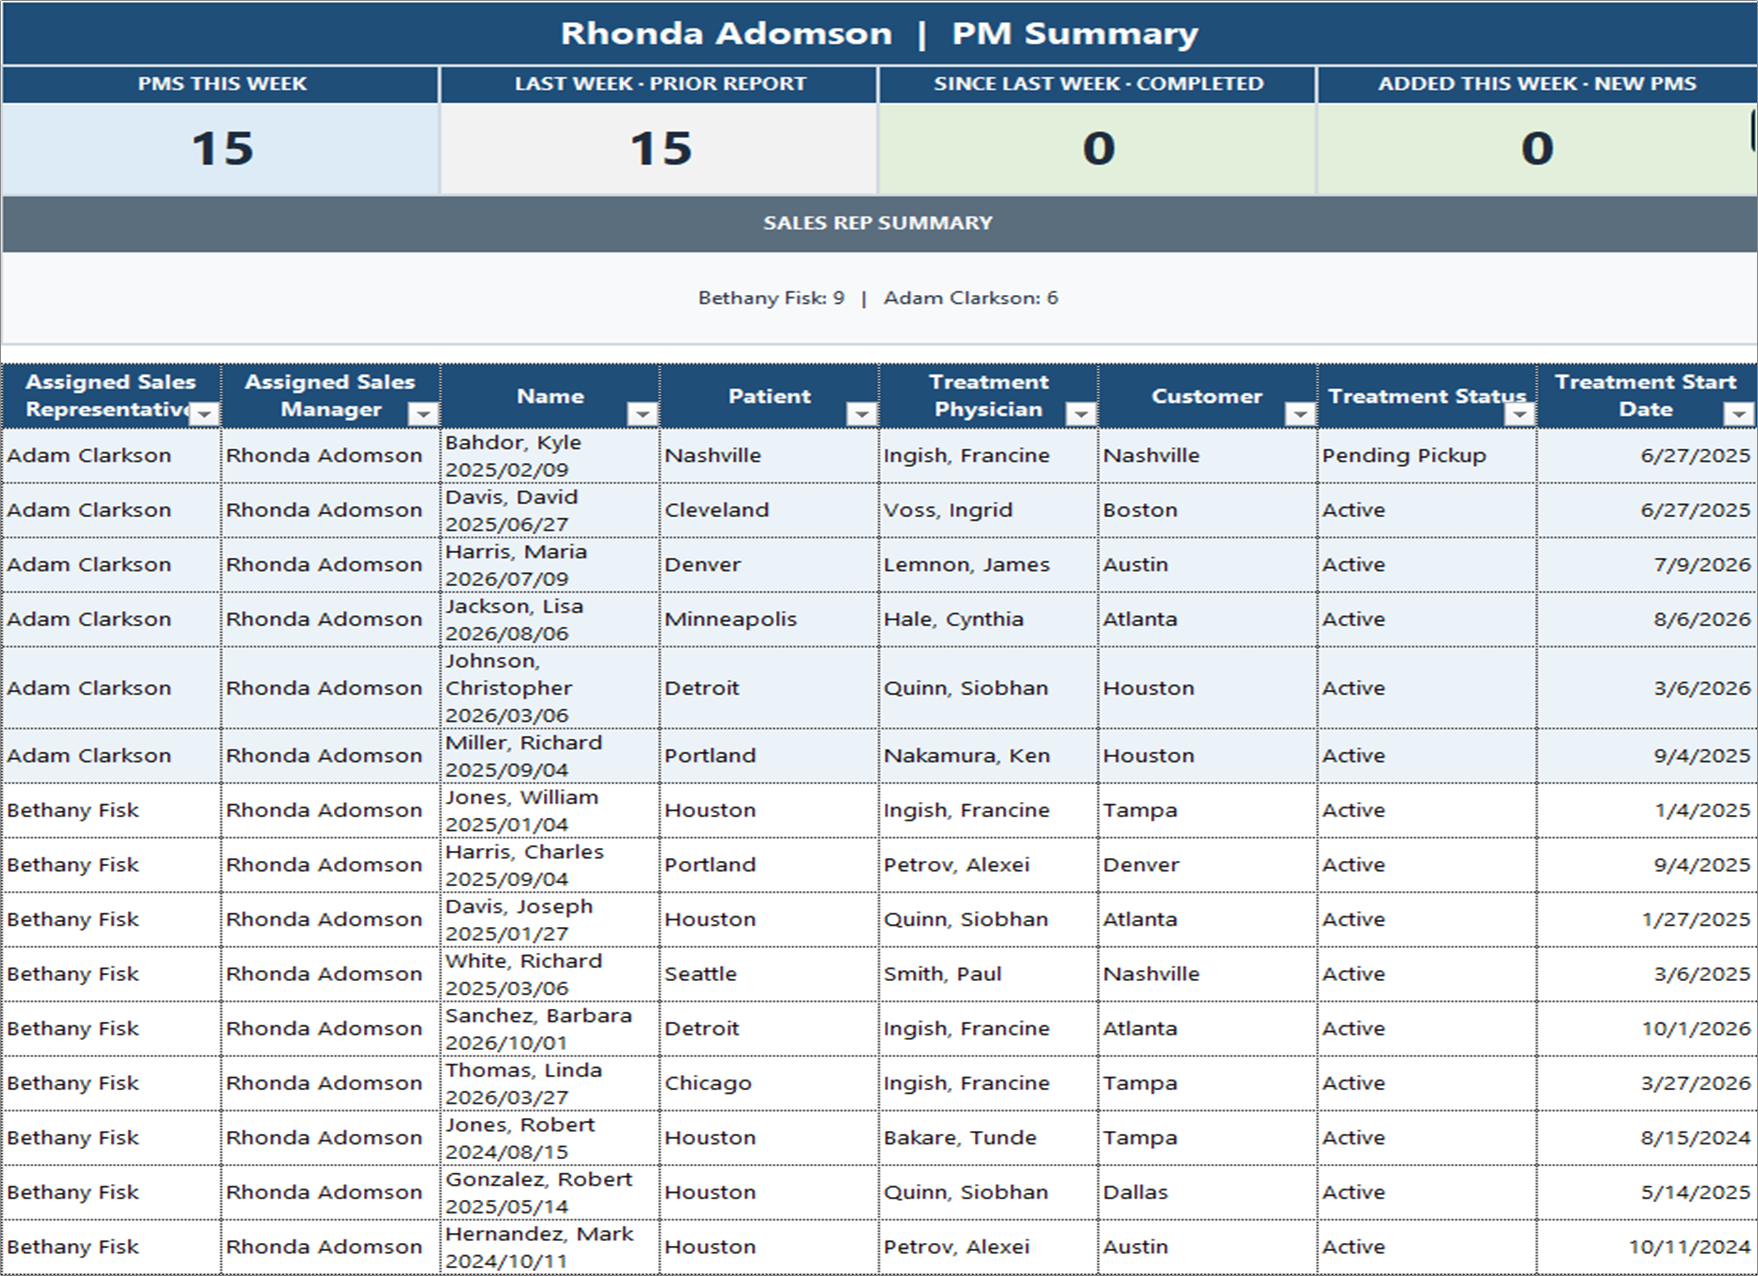 Rhonda Adomson | PM Summary
PMS THIS WEEK LAST WEEK · PRIOR REPORT SINCE LAST WEEK · COMPLETED ADDED THIS WEEK · NEW PMS
15 15 0 0
SALES REP SUMMARY
Bethany Fisk: 9 | Adam Clarkson: 6
Assigned Sales Representative Assigned Sales Manager Name Patient Treatment Physician Customer Treatment Status Treatment Start Date
Adam Clarkson Rhonda Adomson Bahdor, Kyle 2025/02/09 Nashville Ingish, Francine Nashville Pending Pickup 6/27/2025
Adam Clarkson Rhonda Adomson Davis, David 2025/06/27 Cleveland Voss, Ingrid Boston Active 6/27/2025
Adam Clarkson Rhonda Adomson Harris, Maria 2026/07/09 Denver Lemnon, James Austin Active 7/9/2026
Adam Clarkson Rhonda Adomson Jackson, Lisa 2026/08/06 Minneapolis Hale, Cynthia Atlanta Active 8/6/2026
Adam Clarkson Rhonda Adomson Johnson, Christopher 2026/03/06 Detroit Quinn, Siobhan Houston Active 3/6/2026
Adam Clarkson Rhonda Adomson Miller, Richard 2025/09/04 Portland Nakamura, Ken Houston Active 9/4/2025
Bethany Fisk Rhonda Adomson Jones, William 2025/01/04 Houston Ingish, Francine Tampa Active 1/4/2025
Bethany Fisk Rhonda Adomson Harris, Charles 2025/09/04 Portland Petrov, Alexei Denver Active 9/4/2025
Bethany Fisk Rhonda Adomson Davis, Joseph 2025/01/27 Houston Quinn, Siobhan Atlanta Active 1/27/2025
Bethany Fisk Rhonda Adomson White, Richard 2025/03/06 Seattle Smith, Paul Nashville Active 3/6/2025
Bethany Fisk Rhonda Adomson Sanchez, Barbara 2026/10/01 Detroit Ingish, Francine Atlanta Active 10/1/2026
Bethany Fisk Rhonda Adomson Thomas, Linda 2026/03/27 Chicago Ingish, Francine Tampa Active 3/27/2026
Bethany Fisk Rhonda Adomson Jones, Robert 2024/08/15 Houston Bakare, Tunde Tampa Active 8/15/2024
Bethany Fisk Rhonda Adomson Gonzalez, Robert 2025/05/14 Houston Quinn, Siobhan Dallas Active 5/14/2025
Bethany Fisk Rhonda Adomson Hernandez, Mark 2024/10/11 Houston Petrov, Alexei Austin Active 10/11/2024